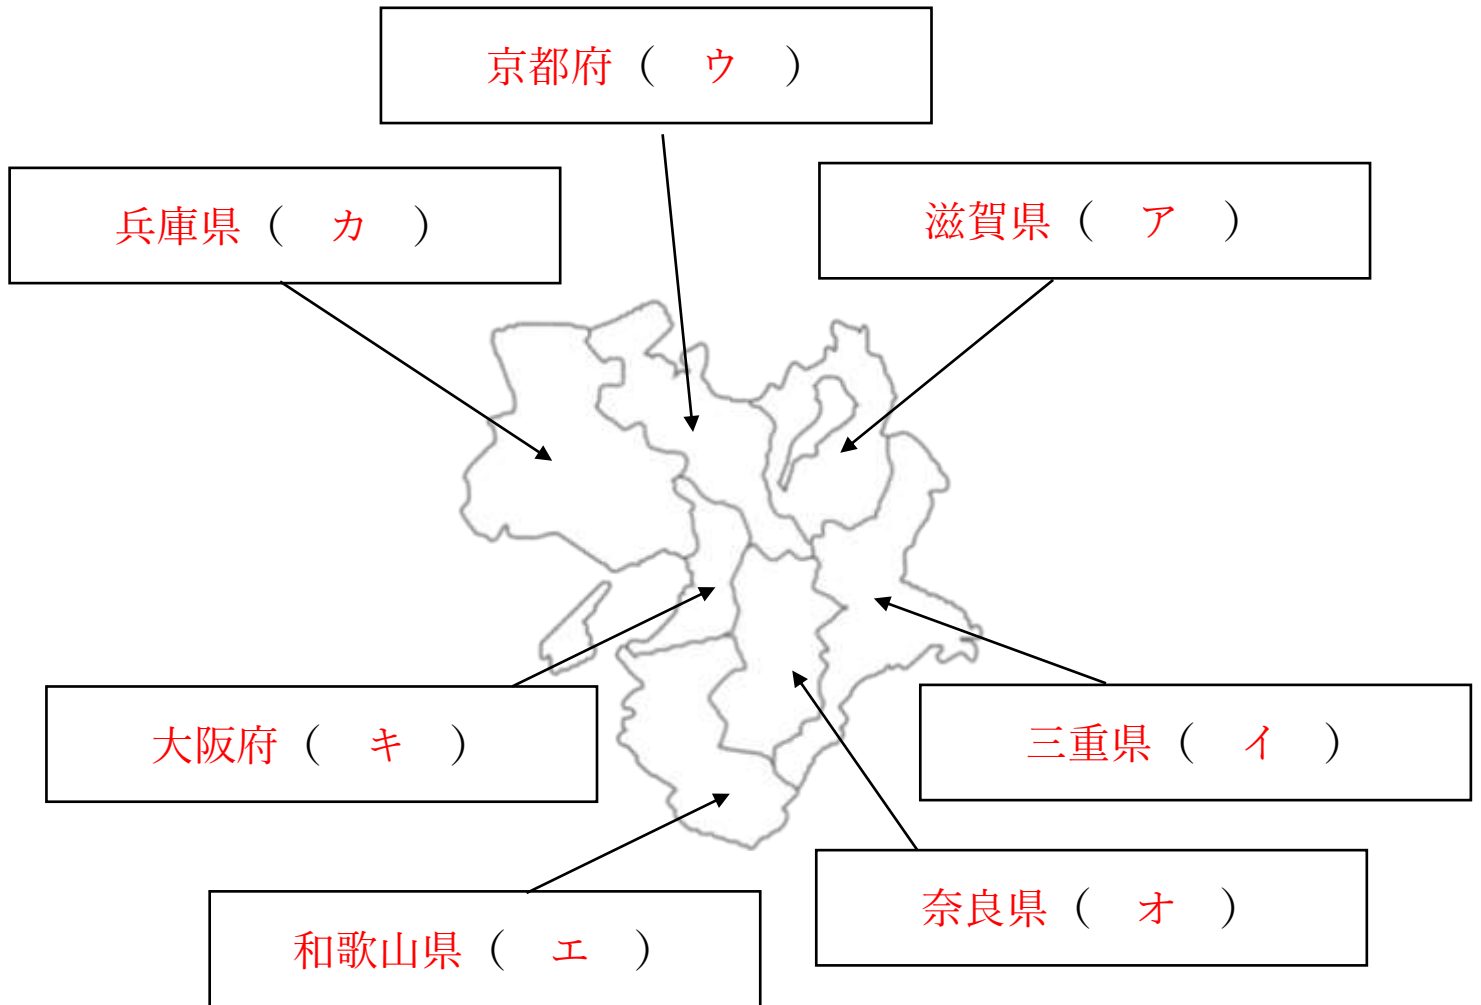 京都府（　ウ　）
兵庫県（　カ　）
滋賀県（　ア　）
大阪府（　キ　）
三重県（　イ　）
奈良県（　オ　）
和歌山県（　エ　）